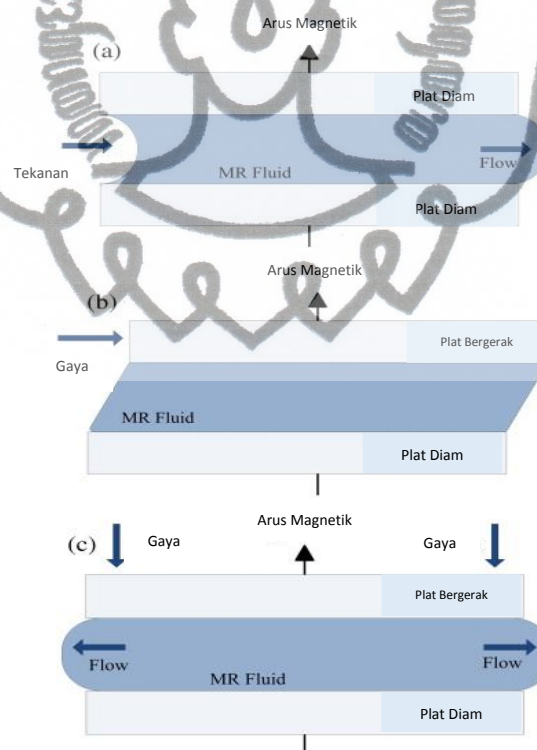 Arus Magnetik
(a)
Plat Diam
Tekanan
MR Fluid
Flow
Plat Diam
Arus Magnetik
(b)
Plat Bergerak
Gaya
MR Fluid
Plat Diam
Arus Magnetik
(c)
Gaya
Gaya
Plat Bergerak
Flow
Flow
MR Fluid
Plat Diam